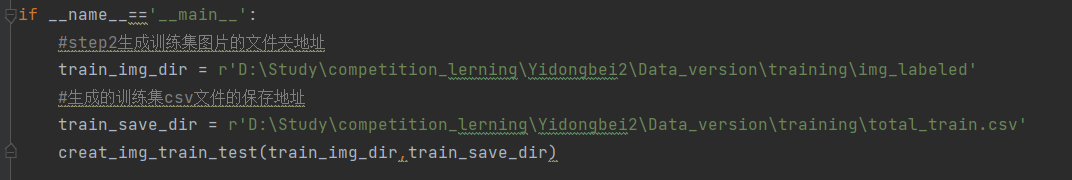 if __name__=='__main__':
#step2生成训练集图片的文件夹地址
train_img_dir = r'D:\Study\competition_lerning\Yidongbei2\Data_version\training\img_labeled'
#生成的训练集csv文件的保存地址
train_save_dir = r'D:\Study\competition_lerning\Yidongbei2\Data_version\training\total_train.csv'
creat_img_train_test(train_img_dir,train_save_dir)